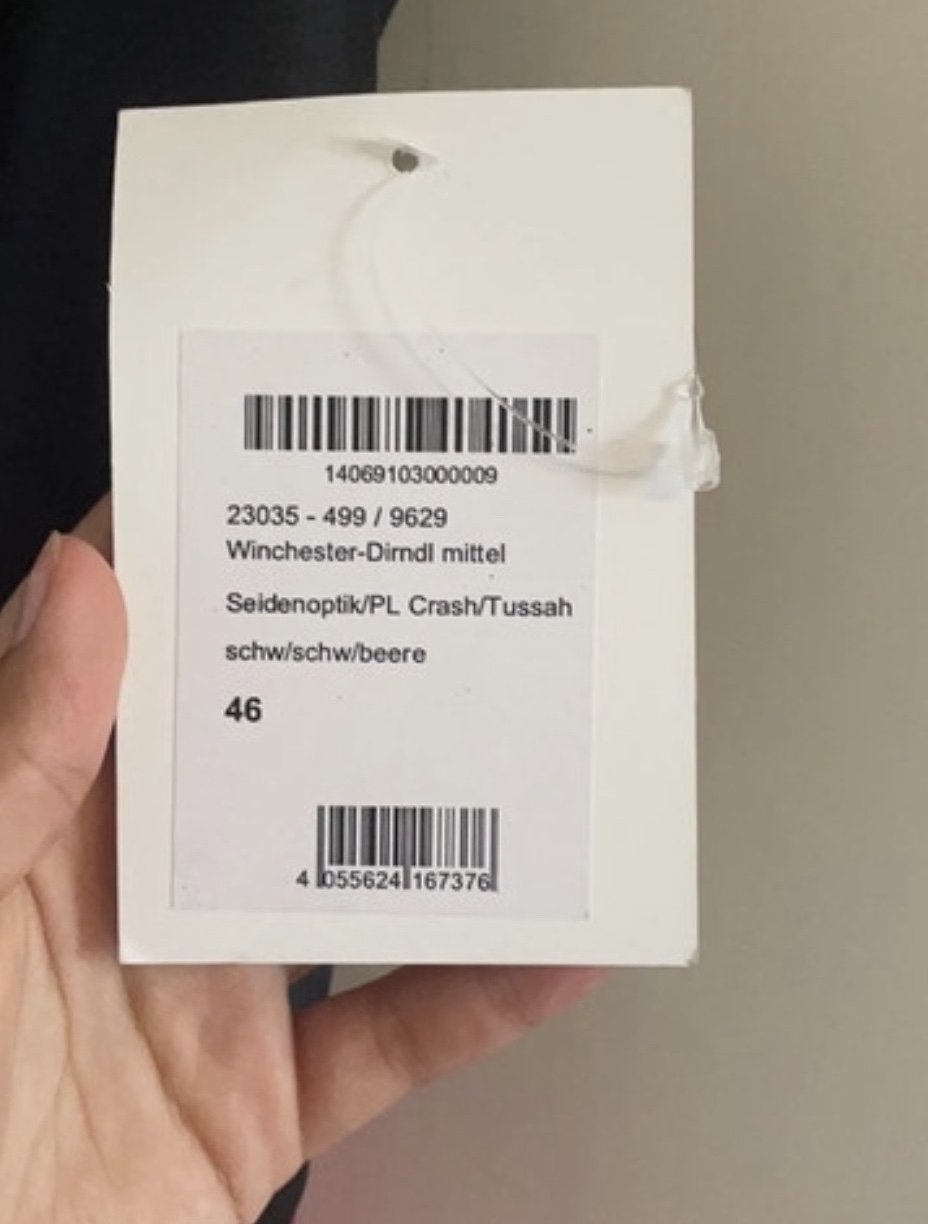 14069103000009
23035 - 499 / 9629
Winchester-Dirndl mittel
Seidenoptik/PL Crash/Tussah
schw/schw/beere
46
4 055624 167376